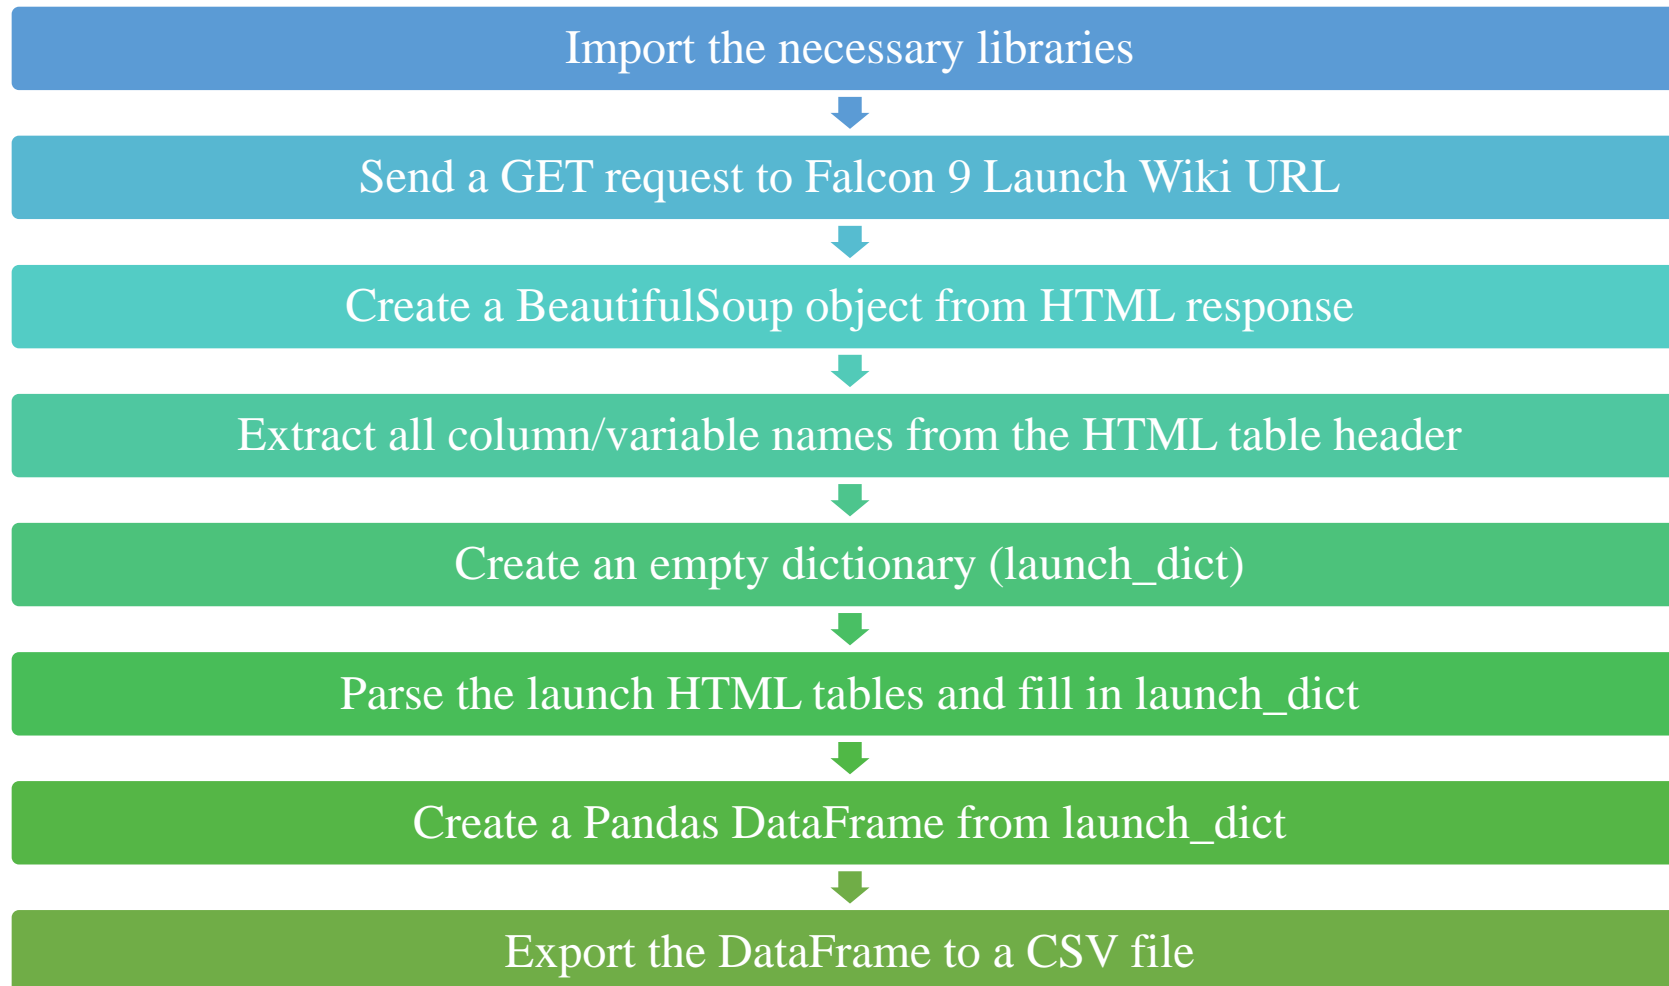 Import the necessary libraries
Send a GET request to Falcon 9 Launch Wiki URL
Create a BeautifulSoup object from HTML response
Extract all column/variable names from the HTML table header
Create an empty dictionary (launch_dict)
Parse the launch HTML tables and fill in launch_dict
Create a Pandas DataFrame from launch_dict
Export the DataFrame to a CSV file